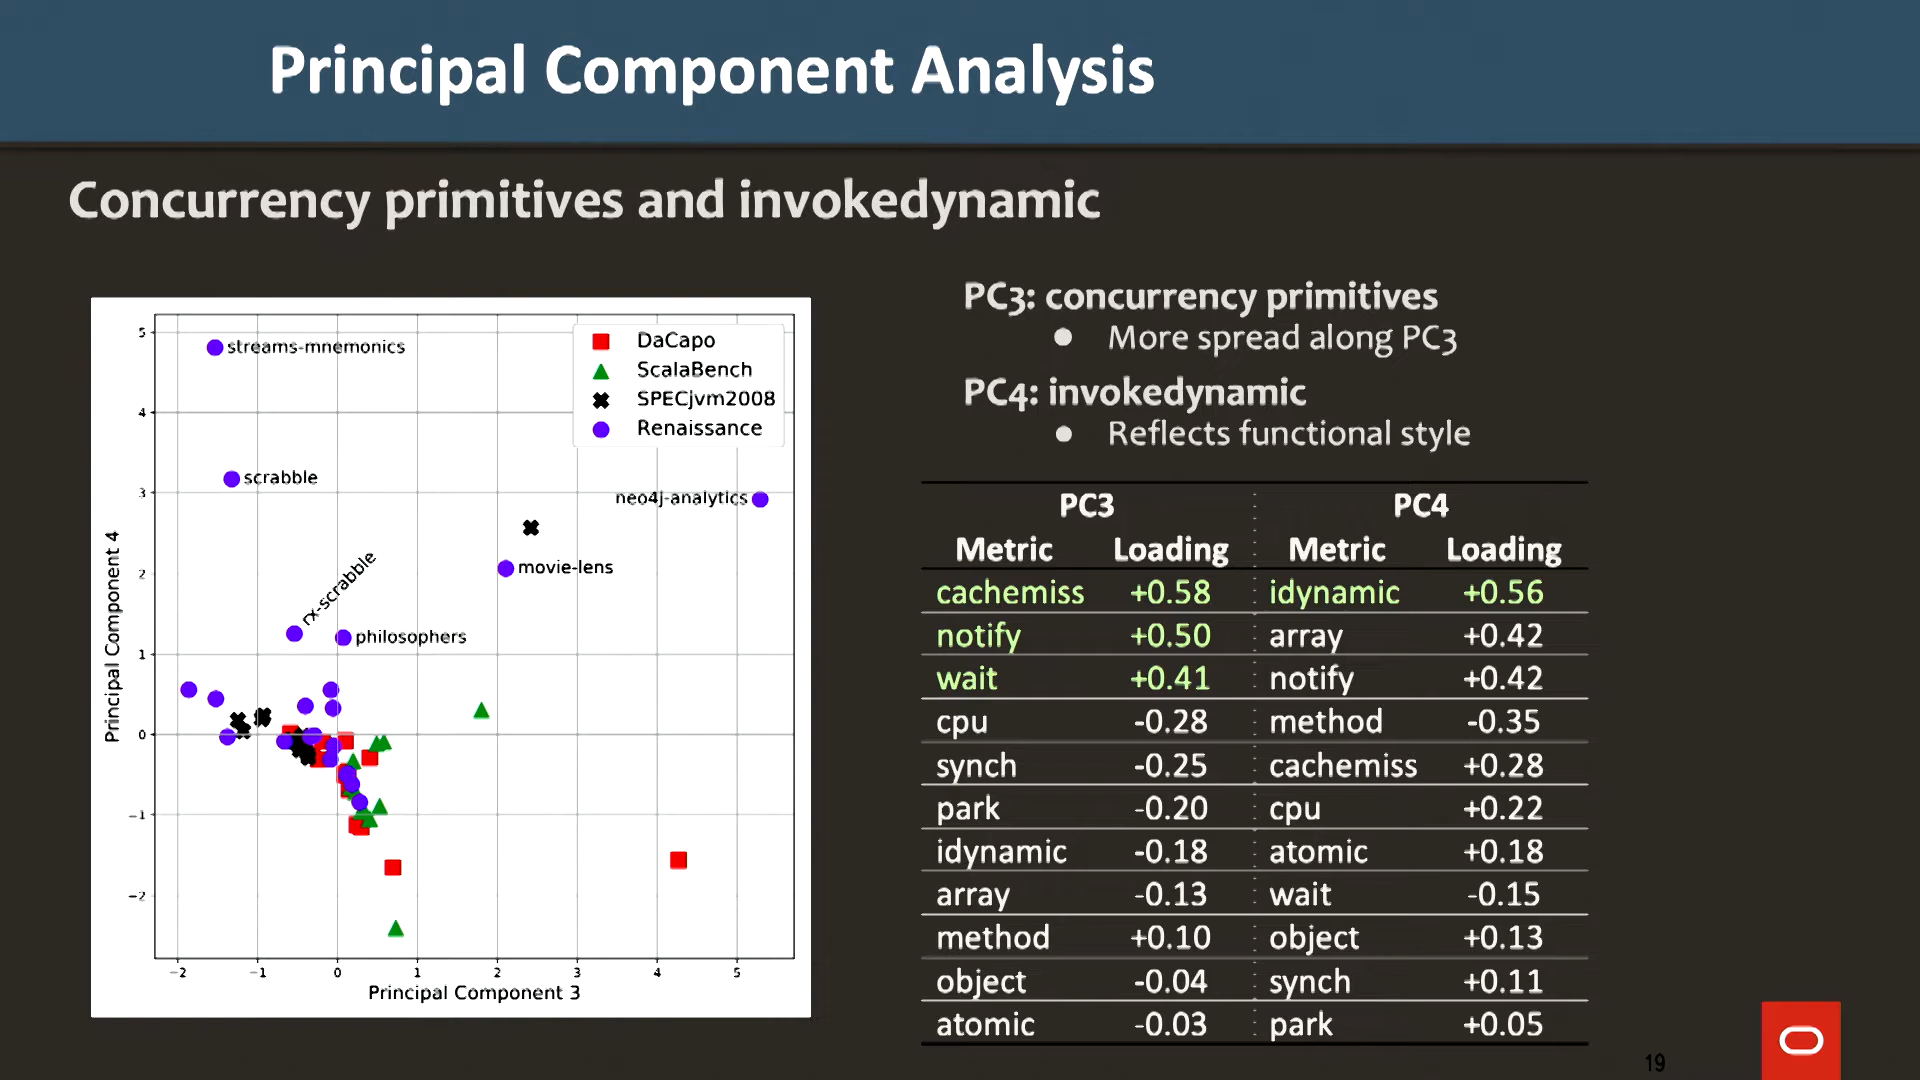 Principal Component Analysis
Concurrency primitives and invokedynamic
PC3: concurrency primitives
● More spread along PC3
PC4: invokedynamic
● Reflects functional style
5
4
3
2
1
0
−1
−2
−2 −1 0 1 2 3 4 5
Principal Component 4
Principal Component 3
DaCapo
ScalaBench
SPECjvm2008
Renaissance
streams-mnemonics
scrabble
neo4j-analytics
movie-lens
rx-scrabble
philosophers
PC3 PC4
Metric Loading Metric Loading
cachemiss +0.58 idynamic +0.56
notify +0.50 array +0.42
wait +0.41 notify +0.42
cpu -0.28 method -0.35
synch -0.25 cachemiss +0.28
park -0.20 cpu +0.22
idynamic -0.18 atomic +0.18
array -0.13 wait -0.15
method +0.10 object +0.13
object -0.04 synch +0.11
atomic -0.03 park +0.05
19